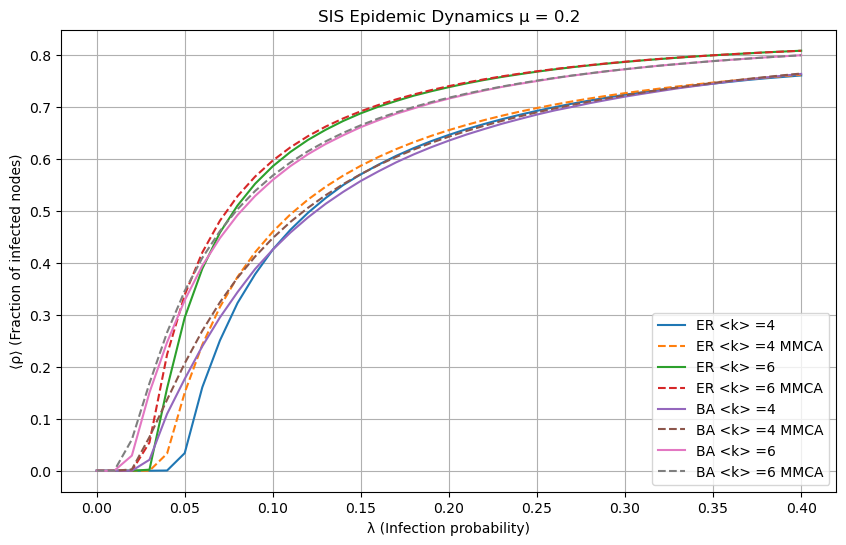 SIS Epidemic Dynamics μ = 0.2
⟨ρ⟩ (Fraction of infected nodes)
0.8
0.7
0.6
0.5
0.4
0.3
0.2
0.1
0.0
ER <k> =4
ER <k> =4 MMCA
ER <k> =6
ER <k> =6 MMCA
BA <k> =4
BA <k> =4 MMCA
BA <k> =6
BA <k> =6 MMCA
0.00 0.05 0.10 0.15 0.20 0.25 0.30 0.35 0.40
λ (Infection probability)